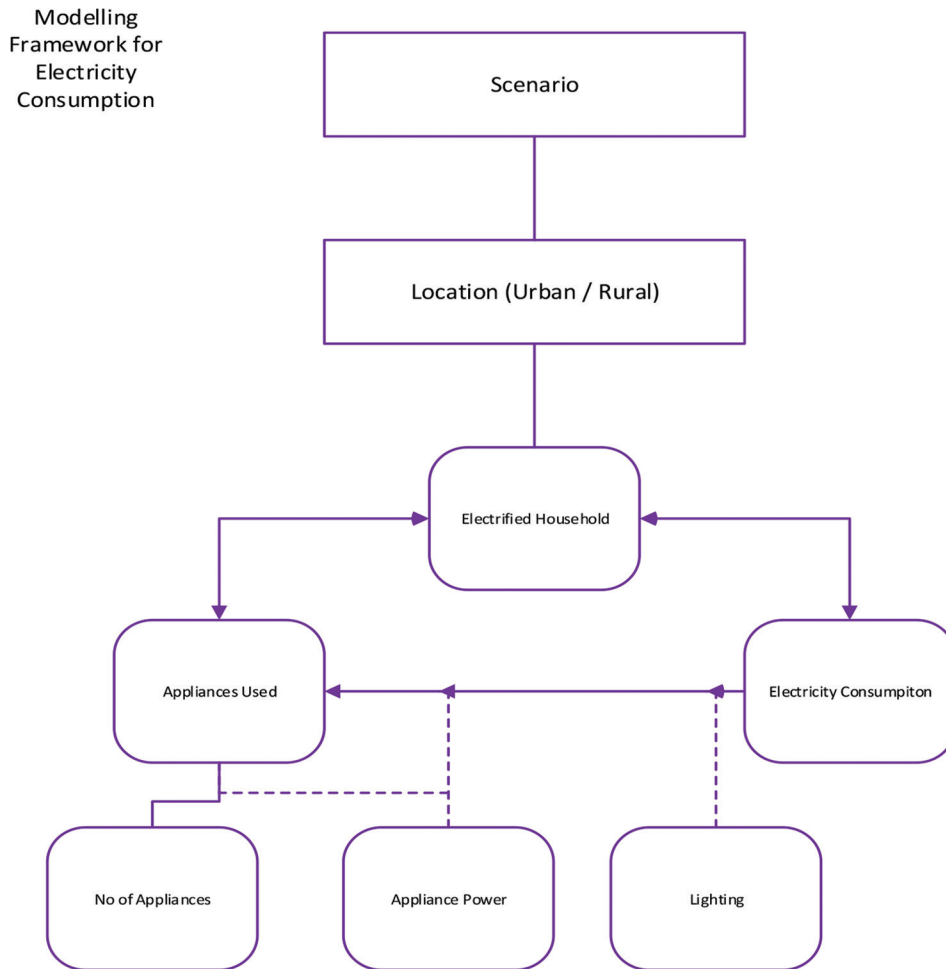 Modelling
Framework for
Electricity
Consumption
Scenario
Location (Urban / Rural)
Electrified Household
Appliances Used
Electricity Consumpiton
No of Appliances
Appliance Power
Lighting